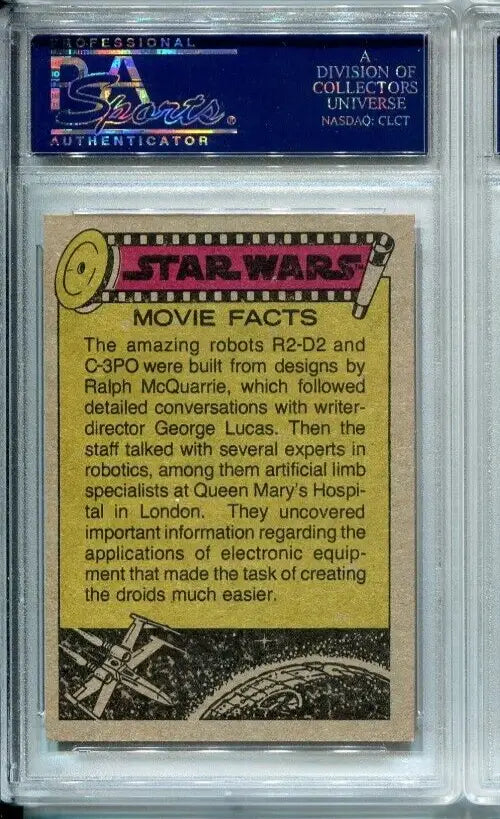 PROFESSIONAL
PSA
Sports®
AUTHENTICATOR
A
DIVISION OF
COLLECTORS
UNIVERSE
NASDAQ: CLCT
STAR WARS
MOVIE FACTS
The amazing robots R2-D2 and
C-3PO were built from designs by
Ralph McQuarrie, which followed
detailed conversations with writer-
director George Lucas. Then the
staff talked with several experts in
robotics, among them artificial limb
specialists at Queen Mary's Hospi-
tal in London. They uncovered
important information regarding the
applications of electronic equip-
ment that made the task of creating
the droids much easier.